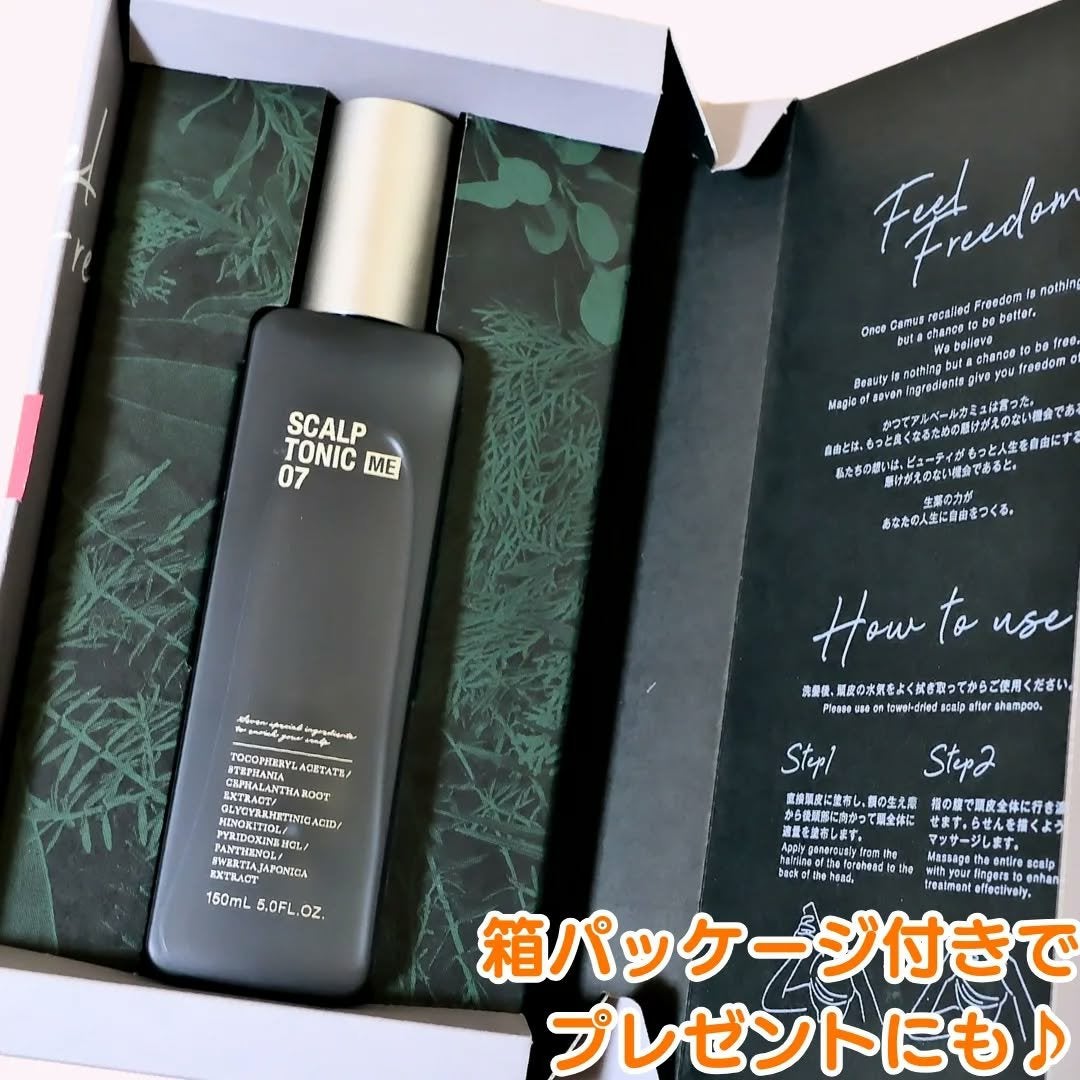 SCALP
TONIC ME
07
Seven special ingredients
to enrich your scalp
TOCOPHERYL ACETATE/
STEPHANIA
CEPHALANTHA ROOT
EXTRACT/
GLYCYRRHETINIC ACID/
HINOKITIOL/
PYRIDOXINE HCL/
PANTHENOL/
SWERTIA JAPONICA
EXTRACT
150mL 5.0FL.OZ.
Feel
Freedom
Once Camus recalled Freedom is nothing
but a chance to be better.
We believe
Beauty is nothing but a chance to be free.
Magic of seven ingredients give you freedom of
かつてアルベールカミュは言った。
自由とは、もっと良くなるための懸けがえのない機会である
私たちの想いは、ビューティがもっと人生を自由にする
懸けがえのない機会であると。
生薬の力が
あなたの人生に自由をつくる。
How to use
洗髪後、頭皮の水気をよく拭き取ってからご使用ください。
Please use on towel-dried scalp after shampoo.
Step1
直接頭皮に塗布し、額の生え際
から後頭部に向かって頭全体に
適量を塗布します。
Apply generously from the
hairline of the forehead to the
back of the head.
Step2
指の腹で頭皮全体に行き
せます。らせんを描くよう
マッサージします。
Massage the entire scalp
with your fingers to enhan
treatment effectively.
箱パッケージ付きで
プレゼントにも♪